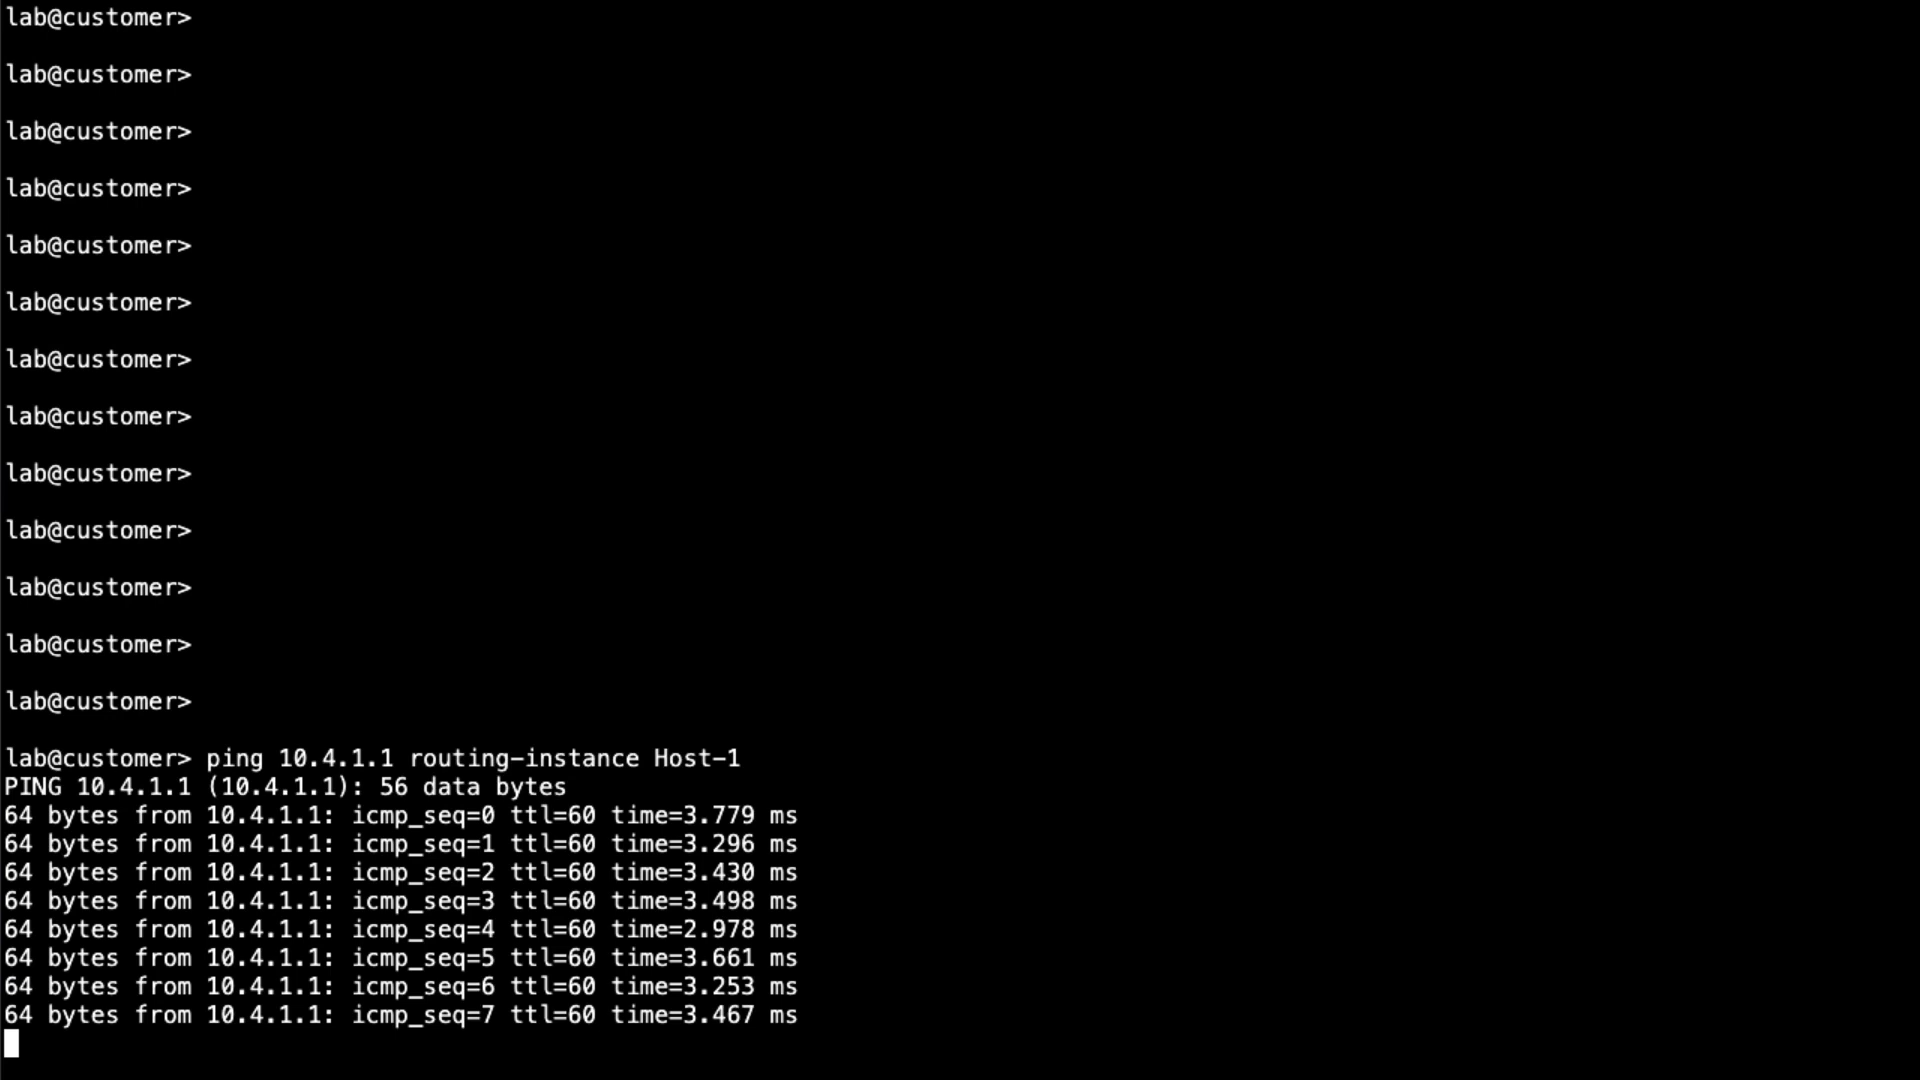 lab@customer>
lab@customer>
lab@customer>
lab@customer>
lab@customer>
lab@customer>
lab@customer>
lab@customer>
lab@customer>
lab@customer>
lab@customer>
lab@customer>
lab@customer>
lab@customer> ping 10.4.1.1 routing-instance Host-1
PING 10.4.1.1 (10.4.1.1): 56 data bytes
64 bytes from 10.4.1.1: icmp_seq=0 ttl=60 time=3.779 ms
64 bytes from 10.4.1.1: icmp_seq=1 ttl=60 time=3.296 ms
64 bytes from 10.4.1.1: icmp_seq=2 ttl=60 time=3.430 ms
64 bytes from 10.4.1.1: icmp_seq=3 ttl=60 time=3.498 ms
64 bytes from 10.4.1.1: icmp_seq=4 ttl=60 time=2.978 ms
64 bytes from 10.4.1.1: icmp_seq=5 ttl=60 time=3.661 ms
64 bytes from 10.4.1.1: icmp_seq=6 ttl=60 time=3.253 ms
64 bytes from 10.4.1.1: icmp_seq=7 ttl=60 time=3.467 ms